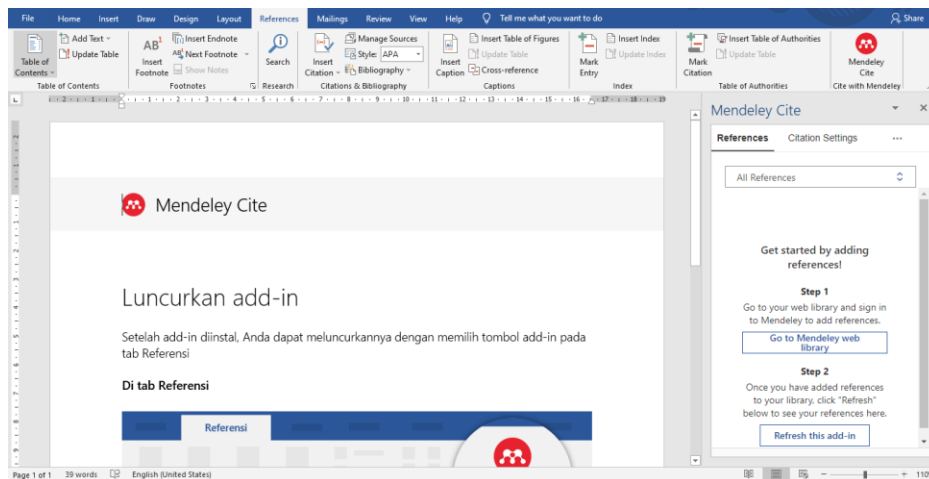 File Home Insert Draw Design Layout References Mailings Review View Help Tell me what you want to do Share
Table of Contents
Add Text
Update Table
Table of Contents
AB1 Insert Footnote
Insert Endnote
Next Footnote
Show Notes
Footnotes
Search
Research
Insert Citation
Manage Sources
Style: APA
Bibliography
Citations & Bibliography
Insert Caption
Insert Table of Figures
Update Table
Cross-reference
Captions
Mark Entry
Insert Index
Update Index
Index
Mark Citation
Insert Table of Authorities
Update Table
Table of Authorities
Mendeley Cite
Cite with Mendeley
Mendeley Cite
Luncurkan add-in
Setelah add-in diinstal, Anda dapat meluncurkannya dengan memilih tombol add-in pada
tab Referensi
Di tab Referensi
Referensi
Mendeley Cite
References Citation Settings
All References
Get started by adding
references!
Step 1
Go to your web library and sign in
to Mendeley to add references.
Go to Mendeley web
library
Step 2
Once you have added references
to your library, click "Refresh"
below to see your references here.
Refresh this add-in
Page 1 of 1 39 words English (United States) 110%